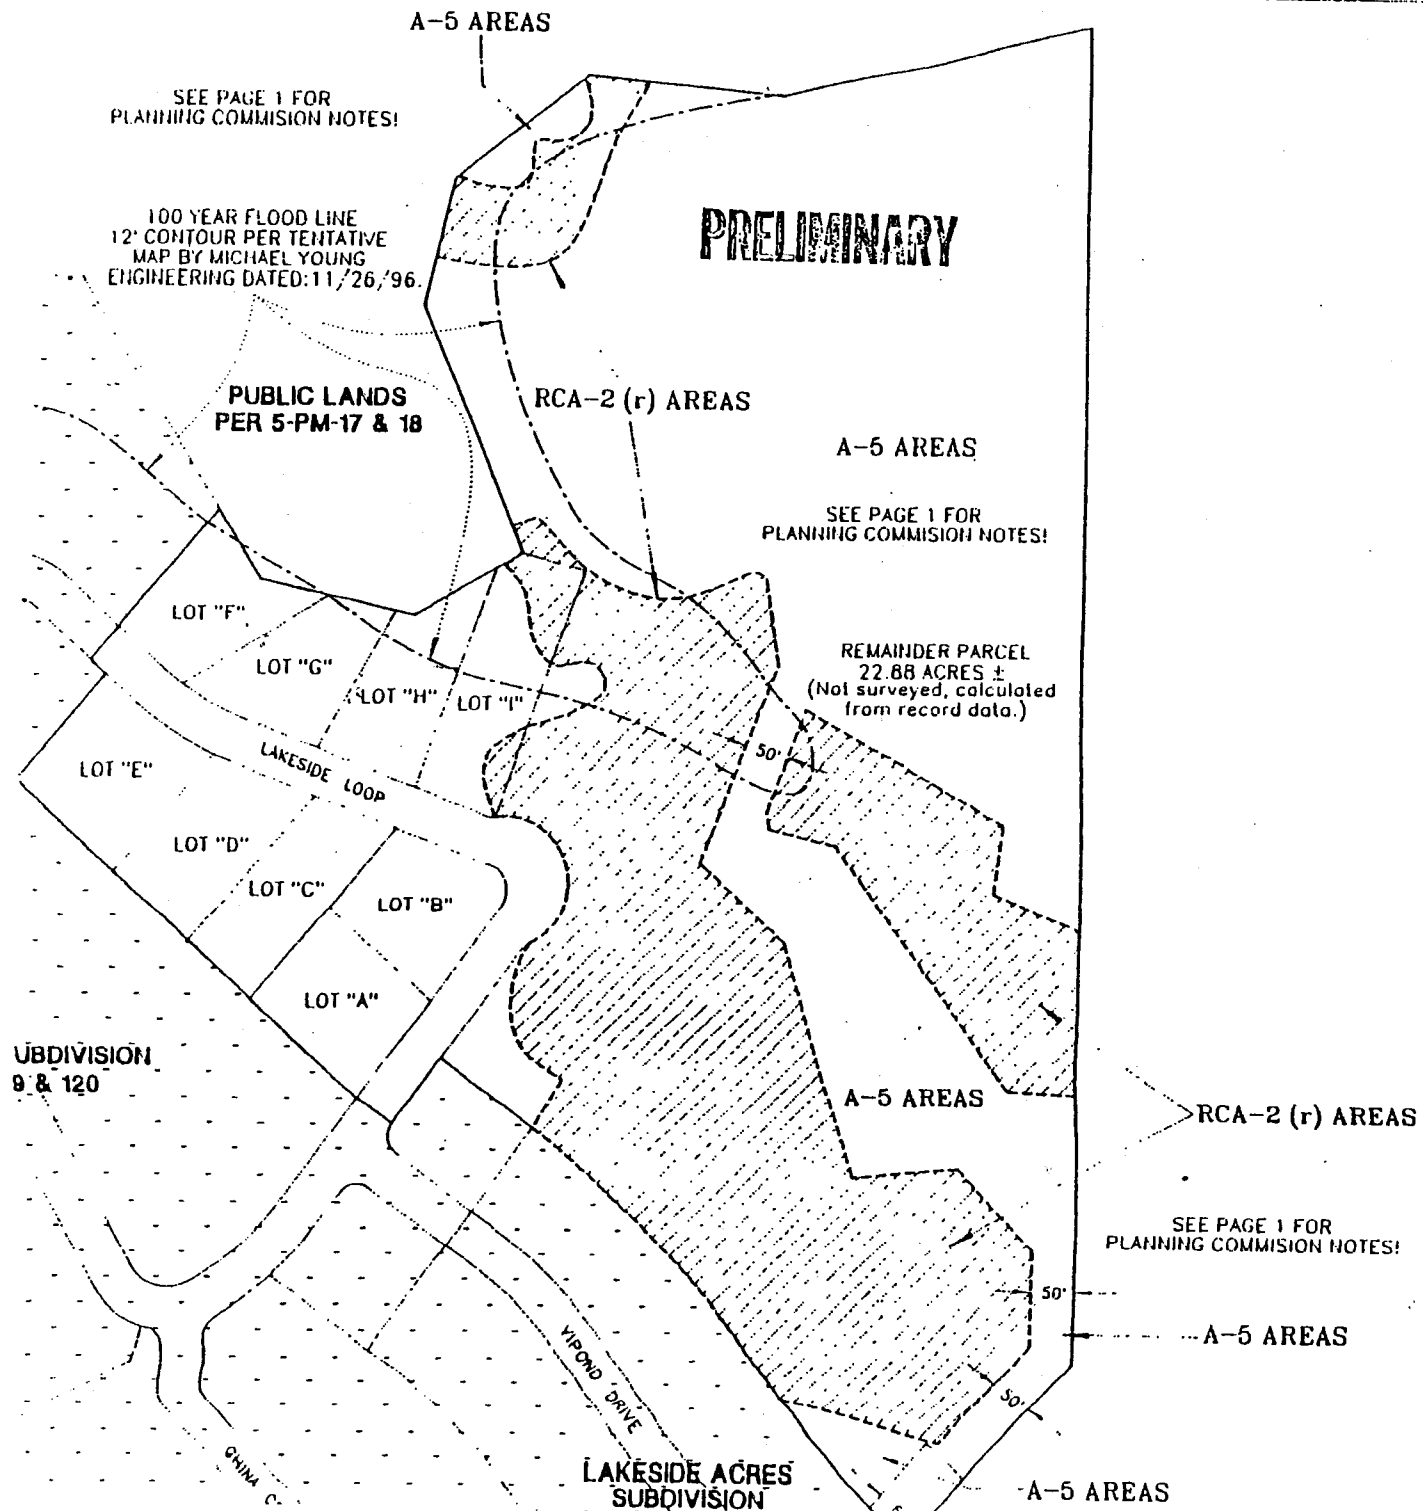 A-5 AREAS
SEE PAGE 1 FOR
PLANNING COMMISION NOTES!
100 YEAR FLOOD LINE
12' CONTOUR PER TENTATIVE
MAP BY MICHAEL YOUNG
ENGINEERING DATED: 11/26/96.
PRELIMINARY
PUBLIC LANDS
PER 5-PM-17 & 18
RCA-2 (r) AREAS
A-5 AREAS
SEE PAGE 1 FOR
PLANNING COMMISION NOTES!
LOT "F"
LOT "G"
LOT "H"
LOT "I"
REMAINDER PARCEL
22.88 ACRES ±
(Not surveyed, calculated
from record data.)
50'
LAKESIDE LOOP
LOT "E"
LOT "D"
LOT "C"
LOT "B"
LOT "A"
UBDIVISION
9 & 120
A-5 AREAS
RCA-2 (r) AREAS
SEE PAGE 1 FOR
PLANNING COMMISION NOTES!
50'
A-5 AREAS
VIPOND DRIVE
50'
CHINA
LAKESIDE ACRES
SUBDIVISION
A-5 AREAS